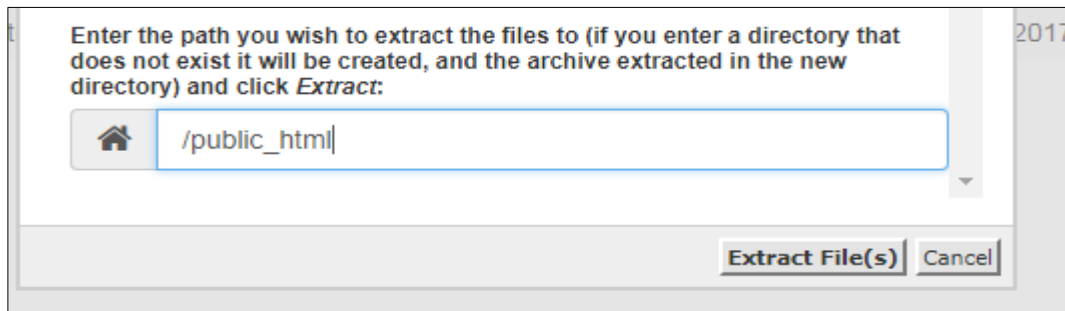 Enter the path you wish to extract the files to (if you enter a directory that
2017
does not exist it will be created, and the archive extracted in the new
directory) and click Extract:
/public_html
Extract File(s) Cancel